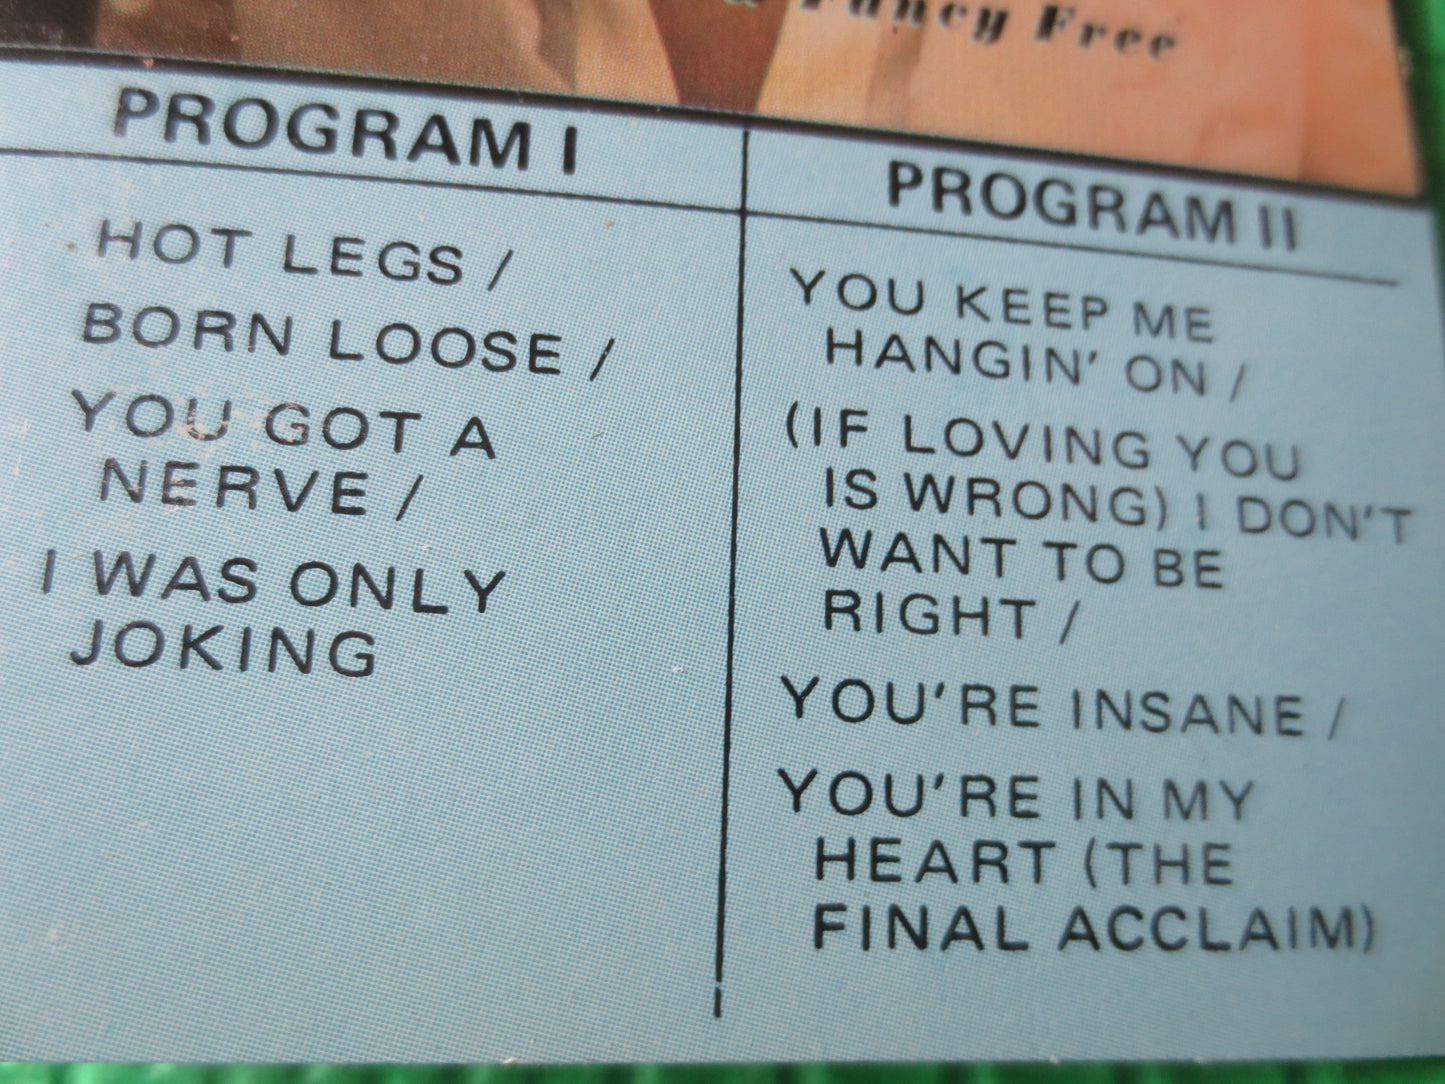 Fancy Free
PROGRAM I
HOT LEGS /
BORN LOOSE /
YOU GOT A
NERVE /
I WAS ONLY
JOKING
PROGRAM II
YOU KEEP ME
HANGIN' ON /
(IF LOVING YOU
IS WRONG) I DON'T
WANT TO BE
RIGHT /
YOU'RE INSANE /
YOU'RE IN MY
HEART (THE
FINAL ACCLAIM)